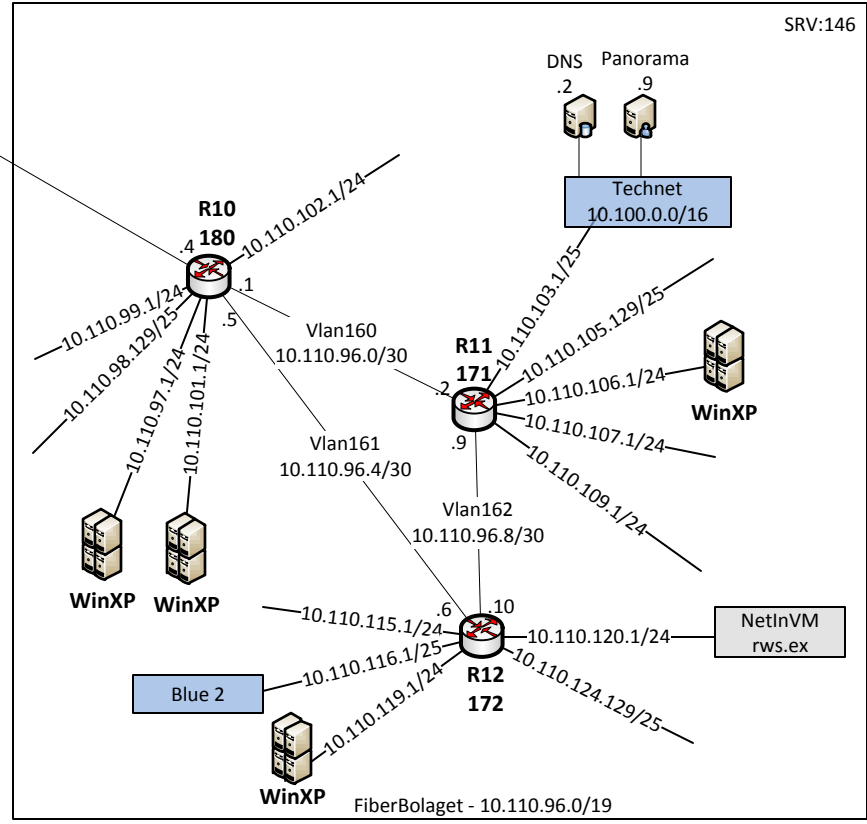 SRV:146
DNS
.2
Panorama
.9
Technet
10.100.0.0/16
R10
180
.4
.1
.5
10.110.102.1/24
10.110.99.1/24
10.110.98.129/25
10.110.97.1/24
10.110.101.1/24
Vlan160
10.110.96.0/30
R11
171
.2
.9
10.110.103.1/25
10.110.105.129/25
10.110.106.1/24
10.110.107.1/24
10.110.109.1/24
WinXP
Vlan161
10.110.96.4/30
Vlan162
10.110.96.8/30
WinXP
WinXP
.6
.10
10.110.115.1/24
10.110.116.1/25
10.110.119.1/24
10.110.120.1/24
10.110.124.129/25
R12
172
NetInVM
rws.ex
Blue 2
WinXP
FiberBolaget - 10.110.96.0/19